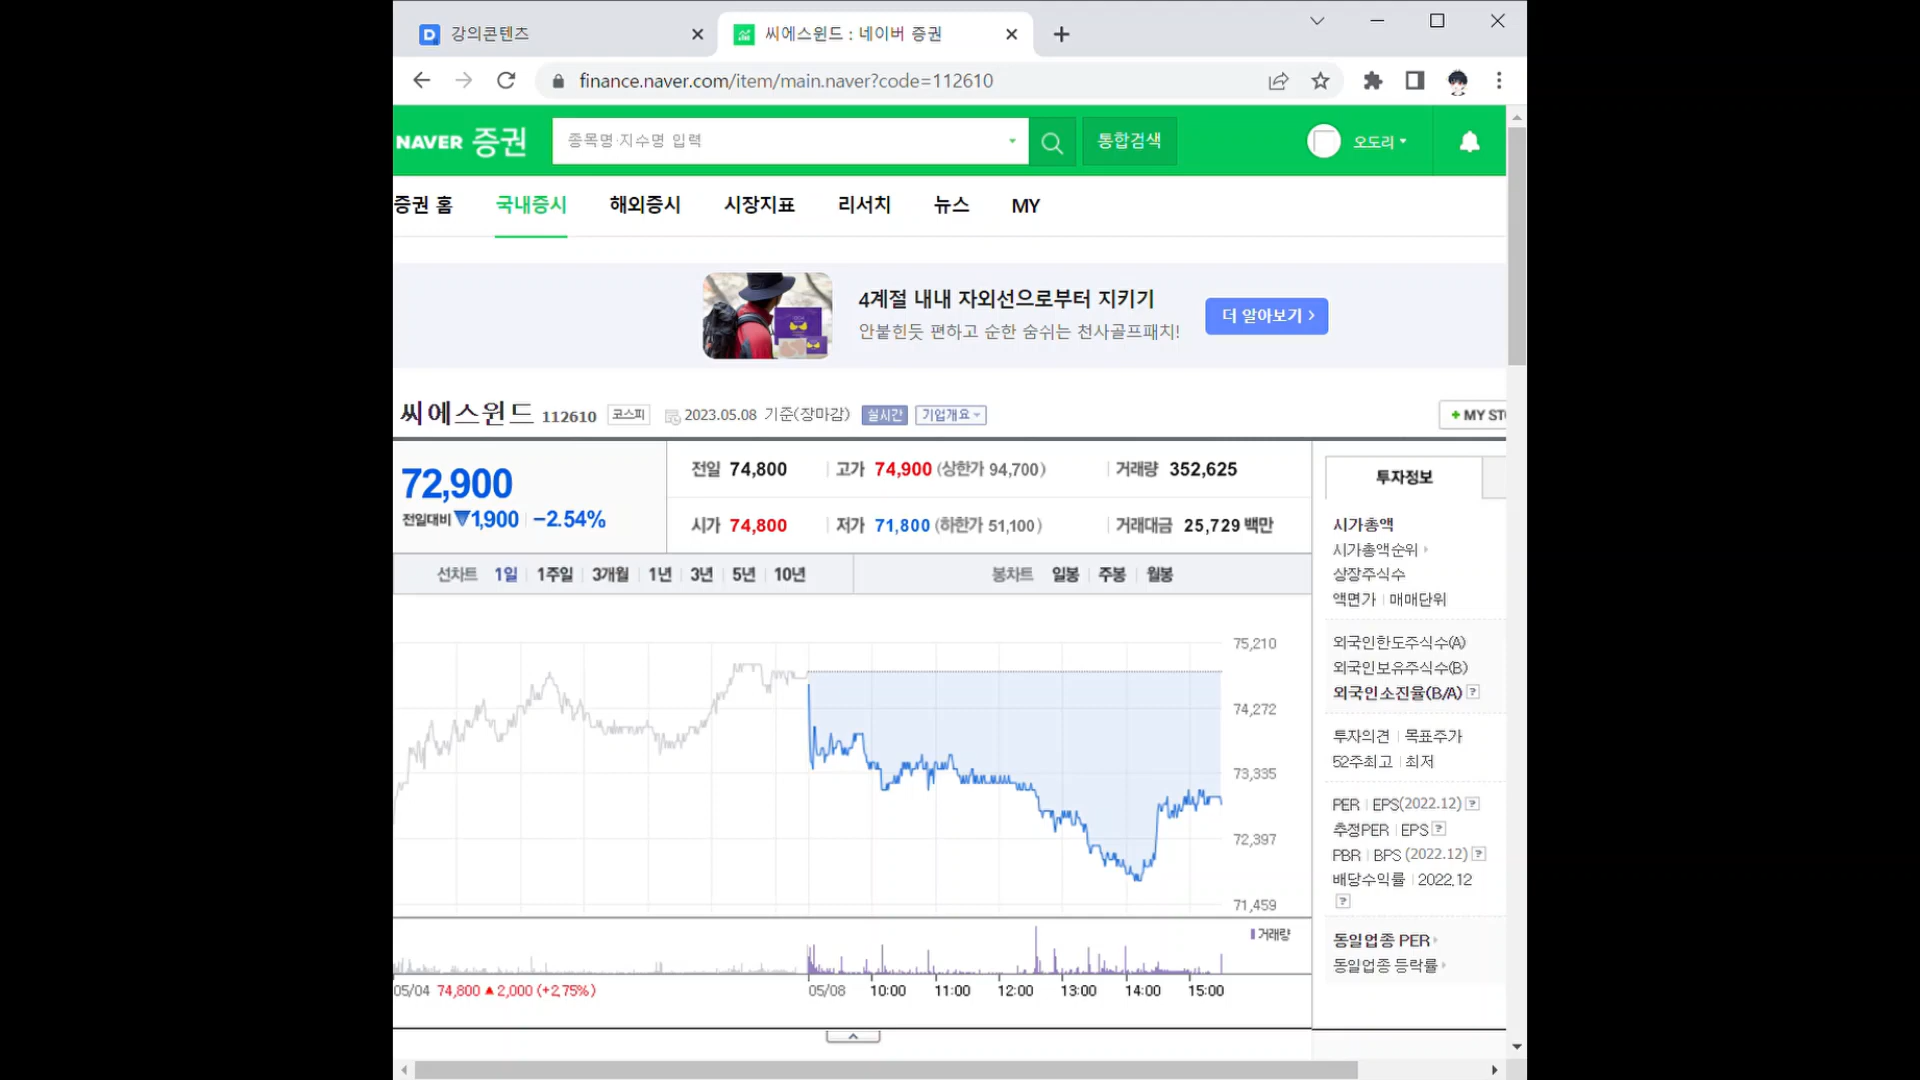 강의콘텐츠
씨에스윈드 : 네이버 증권
finance.naver.com/item/main.naver?code=112610
NAVER 증권
종목명·지수명 입력
통합검색
오도리
증권 홈 국내증시 해외증시 시장지표 리서치 뉴스 MY
4계절 내내 자외선으로부터 지키기
안붙힌듯 편하고 순한 숨쉬는 천사골프패치!
더 알아보기 >
씨에스윈드 112610 코스피 2023.05.08 기준(장마감) 실시간 기업개요
+ MY ST
72,900
전일대비 ▼1,900 -2.54%
전일 74,800 고가 74,900 (상한가 94,700) 거래량 352,625
시가 74,800 저가 71,800 (하한가 51,100) 거래대금 25,729 백만
선차트 1일 1주일 3개월 1년 3년 5년 10년
봉차트 일봉 주봉 월봉
75,210
74,272
73,335
72,397
71,459
거래량
05/04 74,800 ▲2,000 (+2.75%)
05/08 10:00 11:00 12:00 13:00 14:00 15:00
투자정보
시가총액
시가총액순위
상장주식수
액면가 | 매매단위
외국인한도주식수(A)
외국인보유주식수(B)
외국인소진율(B/A) ?
투자의견 | 목표주가
52주최고 | 최저
PER | EPS(2022.12) ?
추정PER | EPS ?
PBR | BPS (2022.12) ?
배당수익률 | 2022.12
?
동일업종 PER
동일업종 등락률